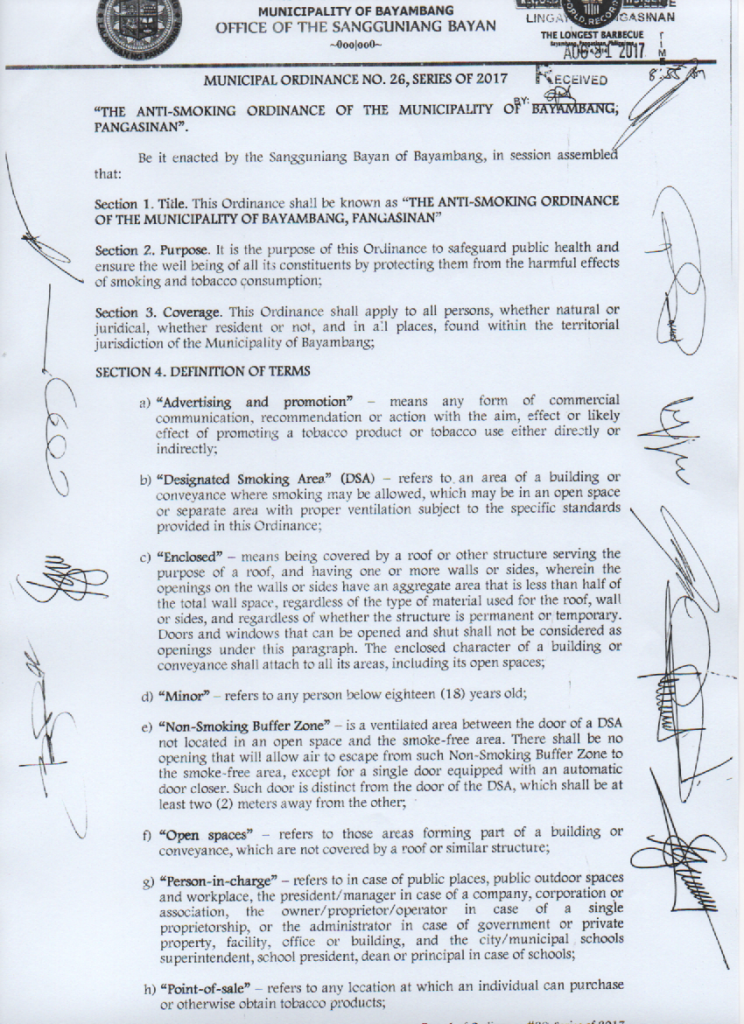 MUNICIPALITY OF BAYAMBANG
OFFICE OF THE SANGGUNIANG BAYAN
~0oo|oo0~
LINGAY PANGASINAN
WORLD RECORD
THE LONGEST BARBECUE
AUG 31 2017
TIME
RECEIVED
8:55 AM
BY:
MUNICIPAL ORDINANCE NO. 26, SERIES OF 2017
"THE ANTI-SMOKING ORDINANCE OF THE MUNICIPALITY OF BAYAMBANG,
PANGASINAN".
Be it enacted by the Sangguniang Bayan of Bayambang, in session assembled
that:
Section 1. Title. This Ordinance shall be known as "THE ANTI-SMOKING ORDINANCE
OF THE MUNICIPALITY OF BAYAMBANG, PANGASINAN"
Section 2. Purpose. It is the purpose of this Ordinance to safeguard public health and
ensure the well being of all its constituents by protecting them from the harmful effects
of smoking and tobacco consumption;
Section 3. Coverage. This Ordinance shall apply to all persons, whether natural or
juridical, whether resident or not, and in all places, found within the territorial
jurisdiction of the Municipality of Bayambang;
SECTION 4. DEFINITION OF TERMS
a) "Advertising and promotion" – means any form of commercial
communication, recommendation or action with the aim, effect or likely
effect of promoting a tobacco product or tobacco use either directly or
indirectly;
b) "Designated Smoking Area" (DSA) – refers to an area of a building or
conveyance where smoking may be allowed, which may be in an open space
or separate area with proper ventilation subject to the specific standards
provided in this Ordinance;
c) "Enclosed" – means being covered by a roof or other structure serving the
purpose of a roof, and having one or more walls or sides, wherein the
openings on the walls or sides have an aggregate area that is less than half of
the total wall space, regardless of the type of material used for the roof, wall
or sides, and regardless of whether the structure is permanent or temporary.
Doors and windows that can be opened and shut shall not be considered as
openings under this paragraph. The enclosed character of a building or
conveyance shall attach to all its areas, including its open spaces;
d) "Minor" – refers to any person below eighteen (18) years old;
e) "Non-Smoking Buffer Zone" – is a ventilated area between the door of a DSA
not located in an open space and the smoke-free area. There shall be no
opening that will allow air to escape from such Non-Smoking Buffer Zone to
the smoke-free area, except for a single door equipped with an automatic
door closer. Such door is distinct from the door of the DSA, which shall be at
least two (2) meters away from the other;
f) "Open spaces" – refers to those areas forming part of a building or
conveyance, which are not covered by a roof or similar structure;
g) "Person-in-charge" – refers to in case of public places, public outdoor spaces
and workplace, the president/manager in case of a company, corporation or
association, the owner/proprietor/operator in case of a single
proprietorship, or the administrator in case of government or private
property, facility, office or building, and the city/municipal schools
superintendent, school president, dean or principal in case of schools;
h) "Point-of-sale" – refers to any location at which an individual can purchase
or otherwise obtain tobacco products;